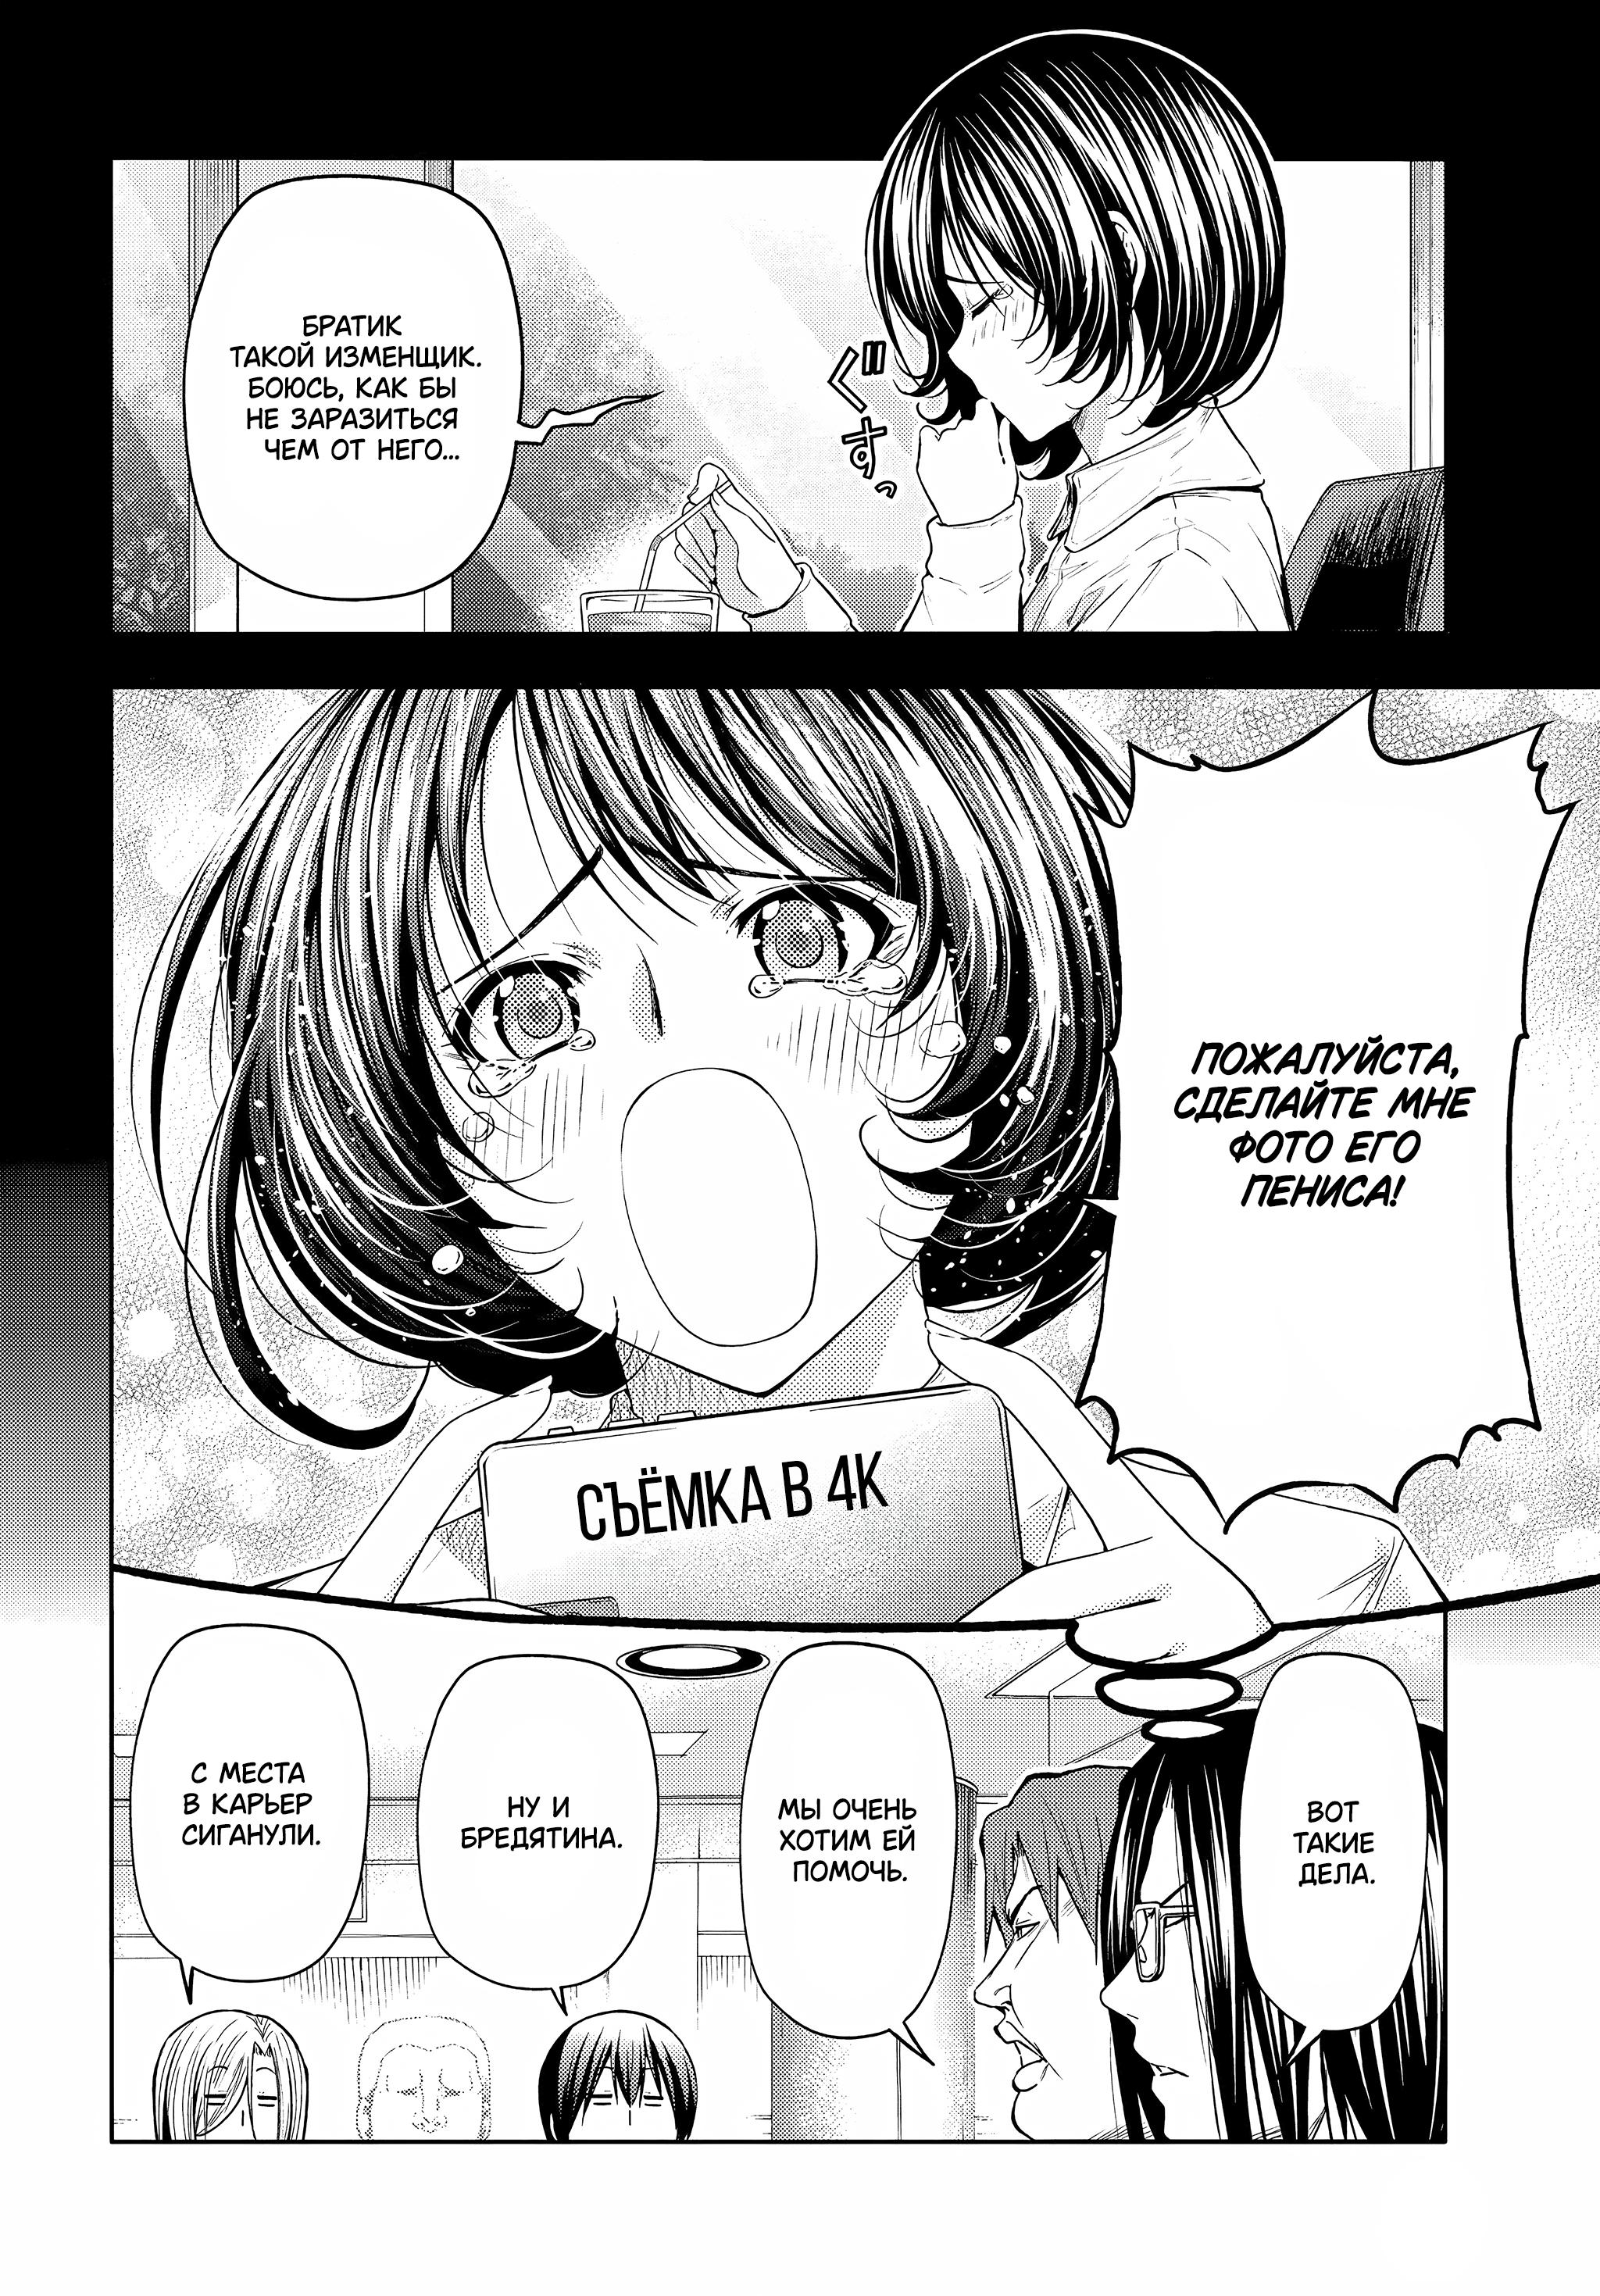 БРАТИК
ТАКОЙ ИЗМЕНЩИК.
БОЮСЬ, КАК БЫ
НЕ ЗАРАЗИТЬСЯ
ЧЕМ ОТ НЕГО...
ぐすっ
ПОЖАЛУЙСТА,
СДЕЛАЙТЕ МНЕ
ФОТО ЕГО
ПЕНИСА!
СЪЁМКА В 4К
ВОТ
ТАКИЕ
ДЕЛА.
МЫ ОЧЕНЬ
ХОТИМ ЕЙ
ПОМОЧЬ.
НУ И
БРЕДЯТИНА.
С МЕСТА
В КАРЬЕР
СИГАНУЛИ.